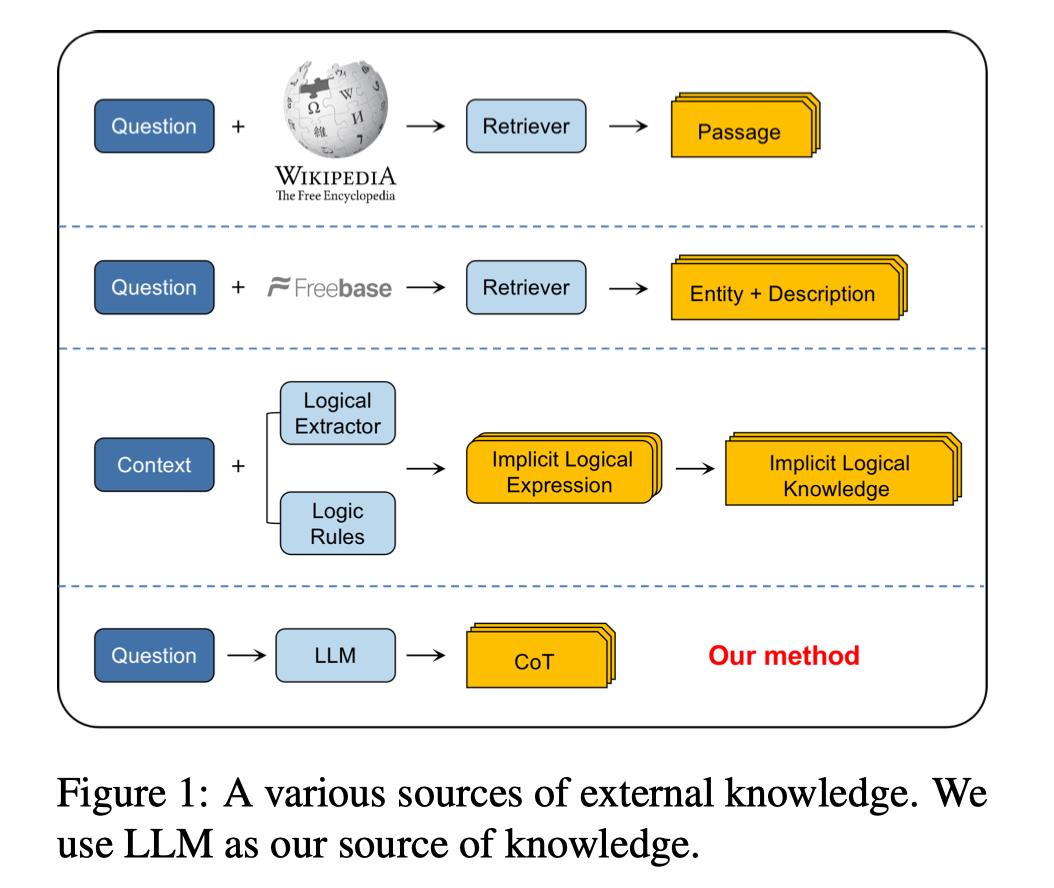 Question + → Retriever → Passage
Ω W И 維 7
WIKIPEDIA
The Free Encyclopedia
Question + Freebase → Retriever → Entity + Description
Logical
Extractor
Context + → Implicit Logical
Expression → Implicit Logical
Knowledge
Logic
Rules
Question → LLM → CoT Our method
Figure 1: A various sources of external knowledge. We
use LLM as our source of knowledge.